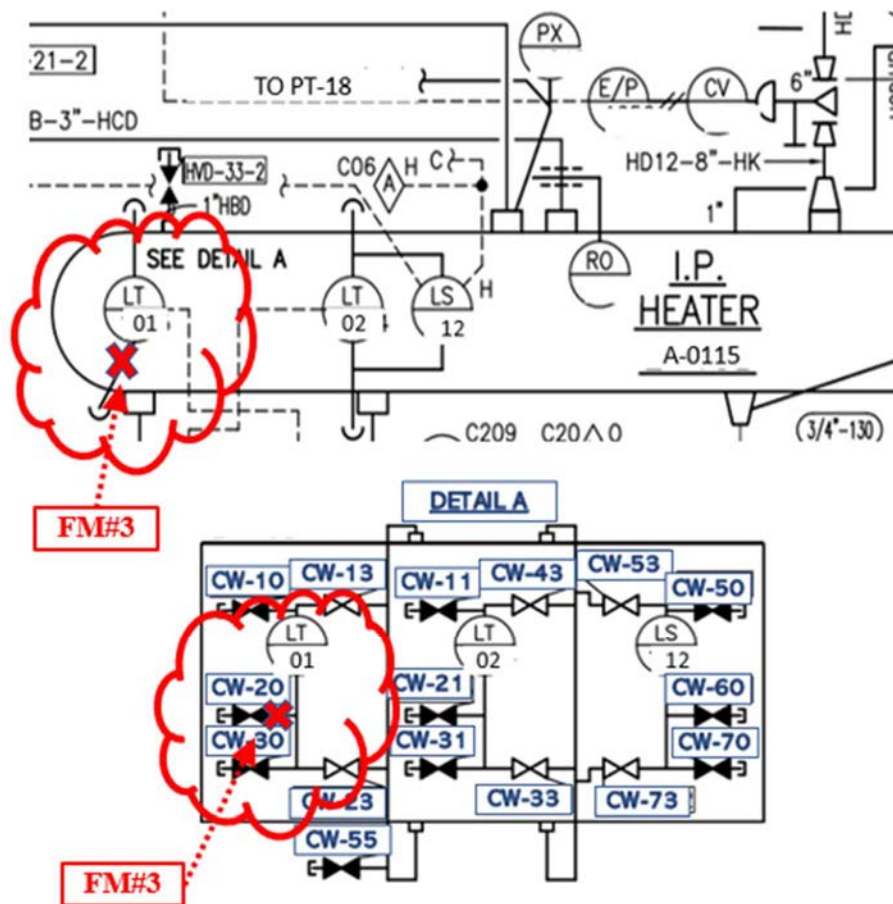 PX
-21-2
TO PT-18
E/P
CV
6"
B-3"-HCD
HVD-33-2
C06
A
H
C
HD12-8"-HK
1"HBD
1"
SEE DETAIL A
LT
01
LT
02
LS
12
H
RO
I.P.
HEATER
A-0115
C209
(3/4"-130)
FM#3
DETAIL A
CW-10
CW-13
CW-11
CW-43
CW-53
CW-50
LT
01
LT
02
LS
12
CW-20
CW-21
CW-60
CW-30
CW-31
CW-70
CW-23
CW-33
CW-73
CW-55
FM#3